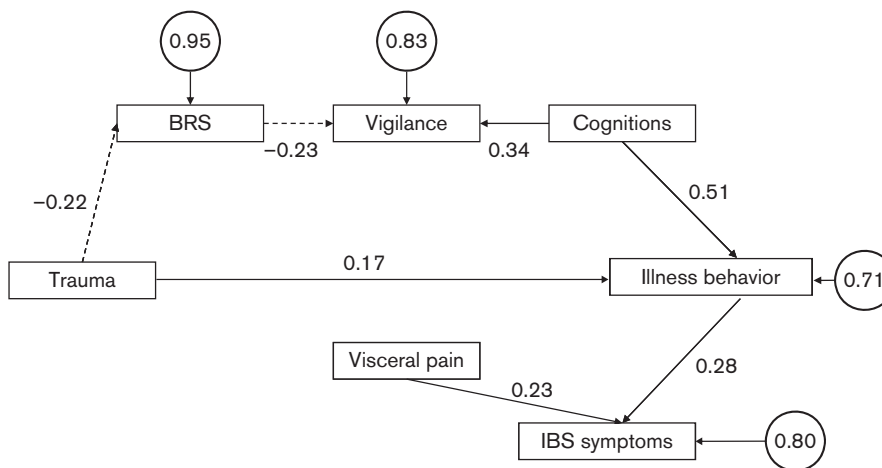 0.95
0.83
BRS
Vigilance
Cognitions
−0.23
0.34
0.51
−0.22
Trauma
0.17
Illness behavior
0.71
Visceral pain
0.23
0.28
IBS symptoms
0.80